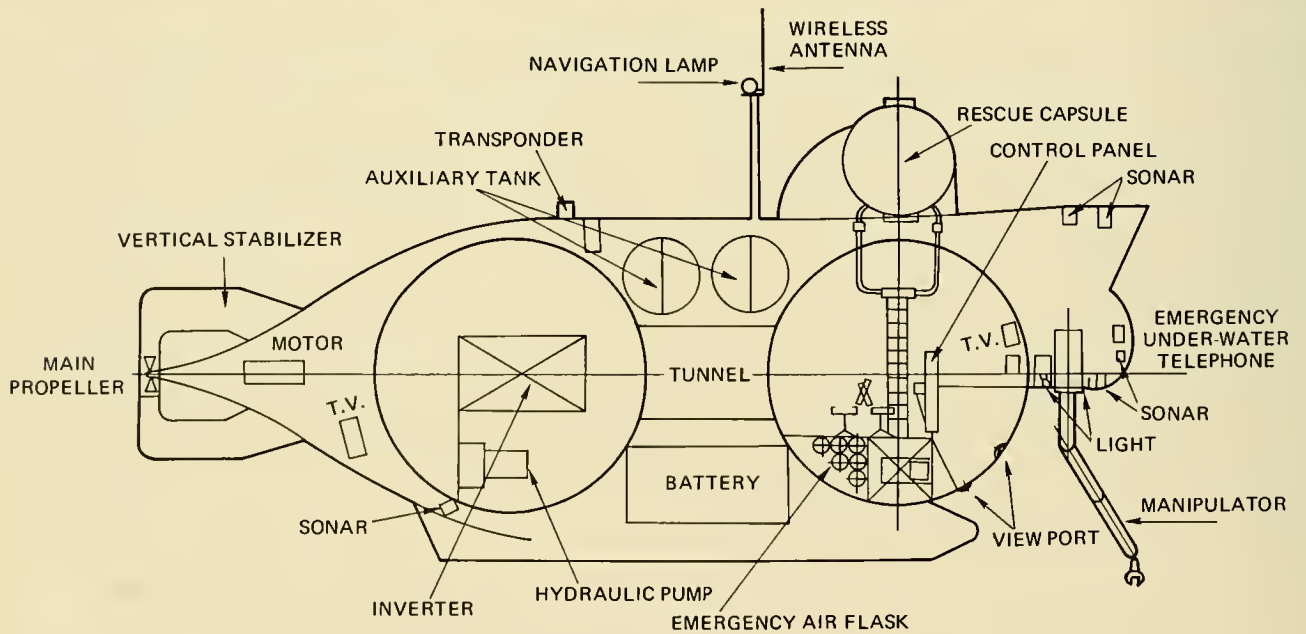 WIRELESS
ANTENNA
NAVIGATION LAMP
RESCUE CAPSULE
TRANSPONDER
CONTROL PANEL
AUXILIARY TANK
SONAR
VERTICAL STABILIZER
MOTOR
T.V.
EMERGENCY
UNDER-WATER
TELEPHONE
MAIN
PROPELLER
TUNNEL
T.V.
SONAR
LIGHT
BATTERY
MANIPULATOR
SONAR
VIEW PORT
HYDRAULIC PUMP
INVERTER
EMERGENCY AIR FLASK